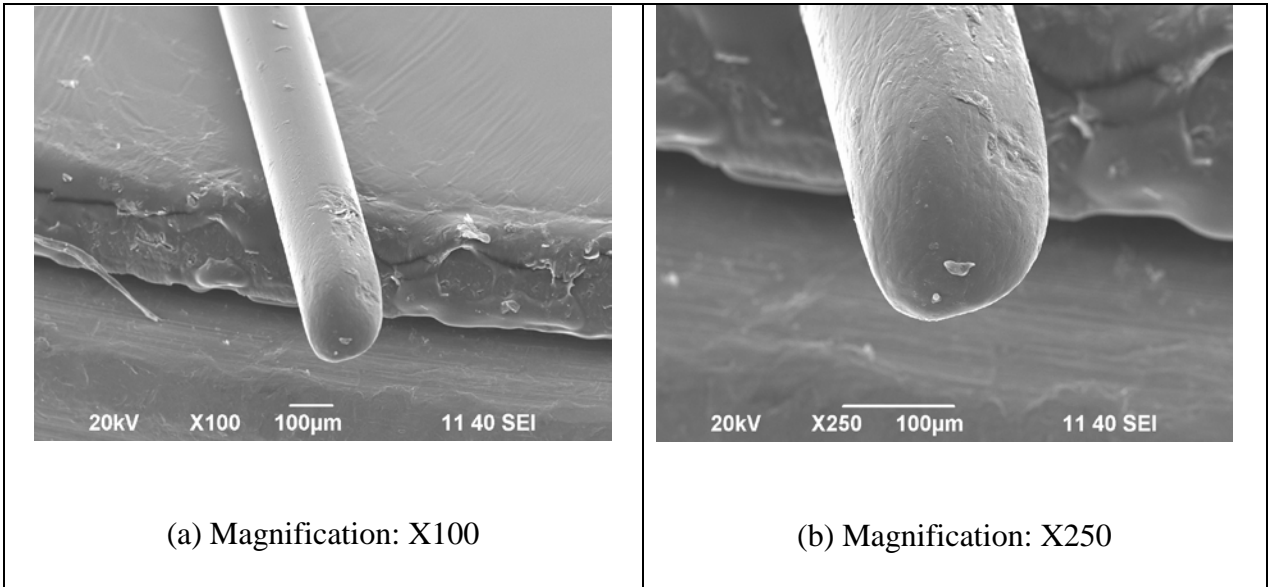 20kV X100 100µm 11 40 SEI
20kV X250 100µm 11 40 SEI
(a) Magnification: X100
(b) Magnification: X250